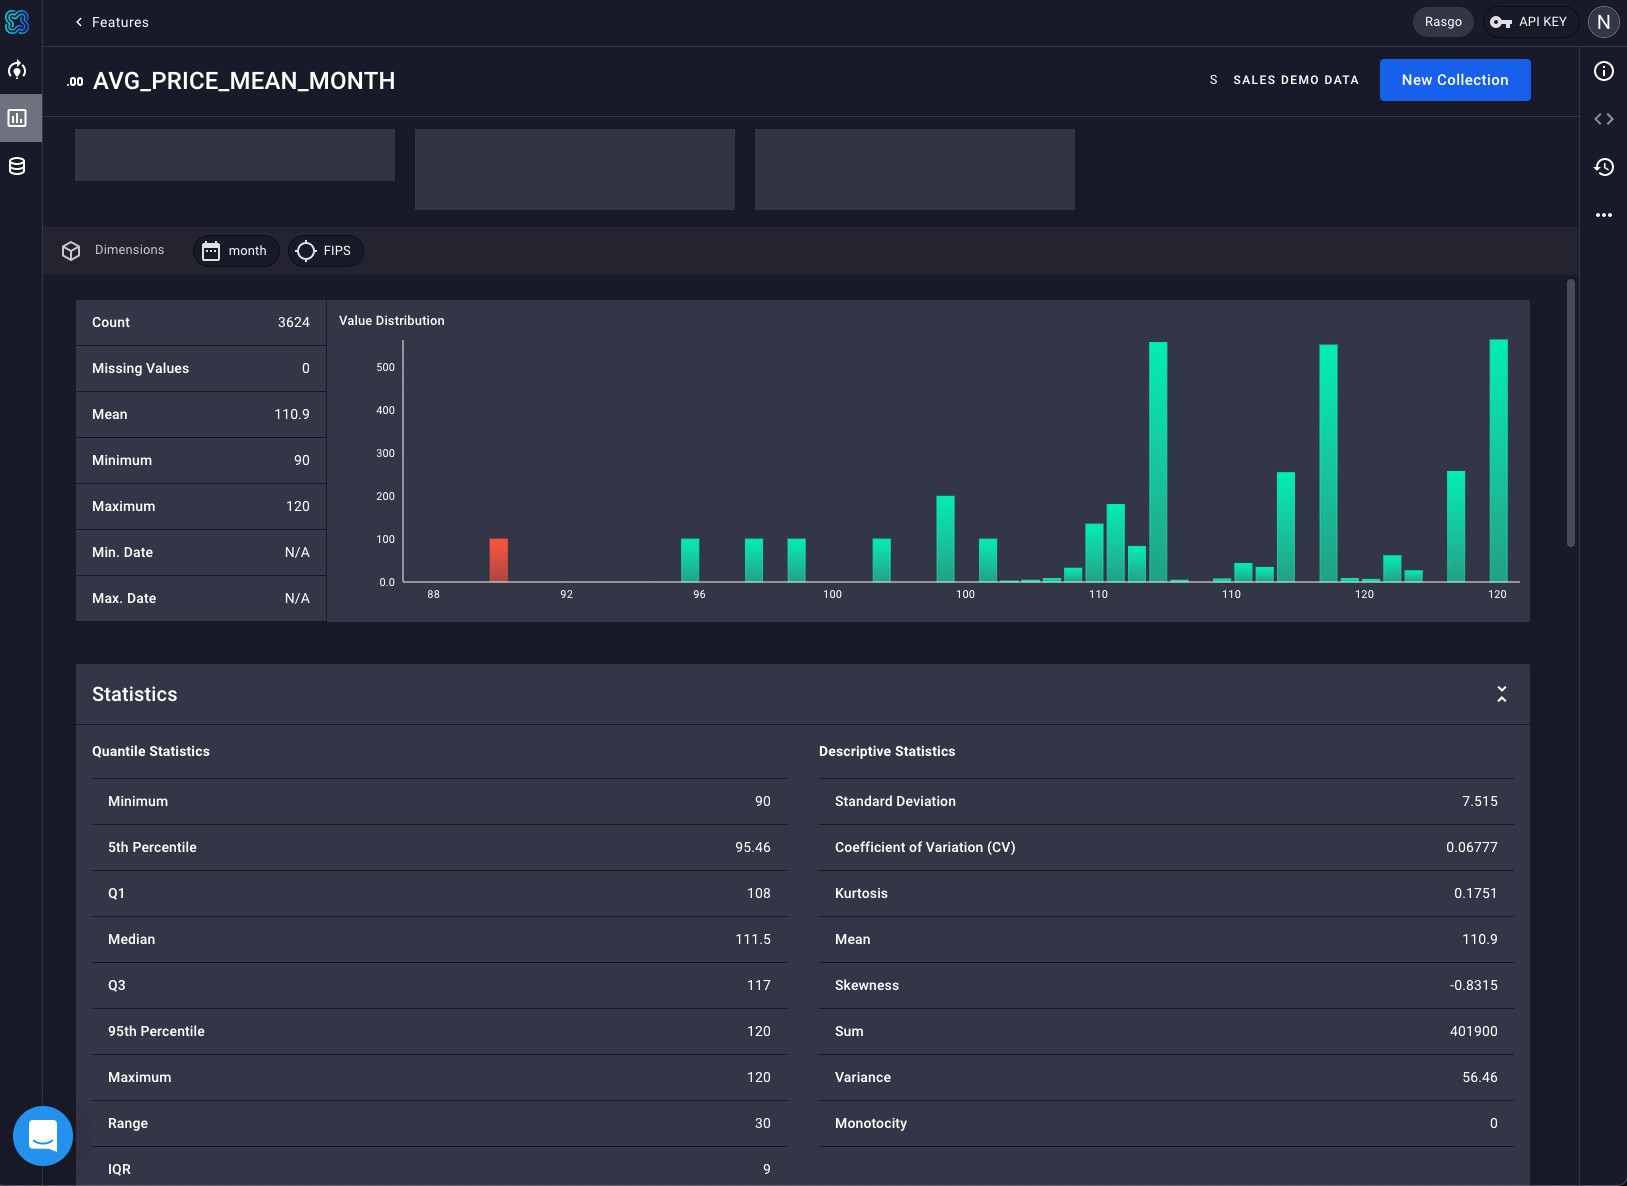 Features
Rasgo
API KEY
N
.00 AVG_PRICE_MEAN_MONTH
S SALES DEMO DATA
New Collection
Dimensions
month
FIPS
Count 3624
Missing Values 0
Mean 110.9
Minimum 90
Maximum 120
Min. Date N/A
Max. Date N/A
Value Distribution
500
400
300
200
100
0.0
88 92 96 100 100 110 110 120 120
Statistics
Quantile Statistics
Minimum 90
5th Percentile 95.46
Q1 108
Median 111.5
Q3 117
95th Percentile 120
Maximum 120
Range 30
IQR 9
Descriptive Statistics
Standard Deviation 7.515
Coefficient of Variation (CV) 0.06777
Kurtosis 0.1751
Mean 110.9
Skewness -0.8315
Sum 401900
Variance 56.46
Monotocity 0